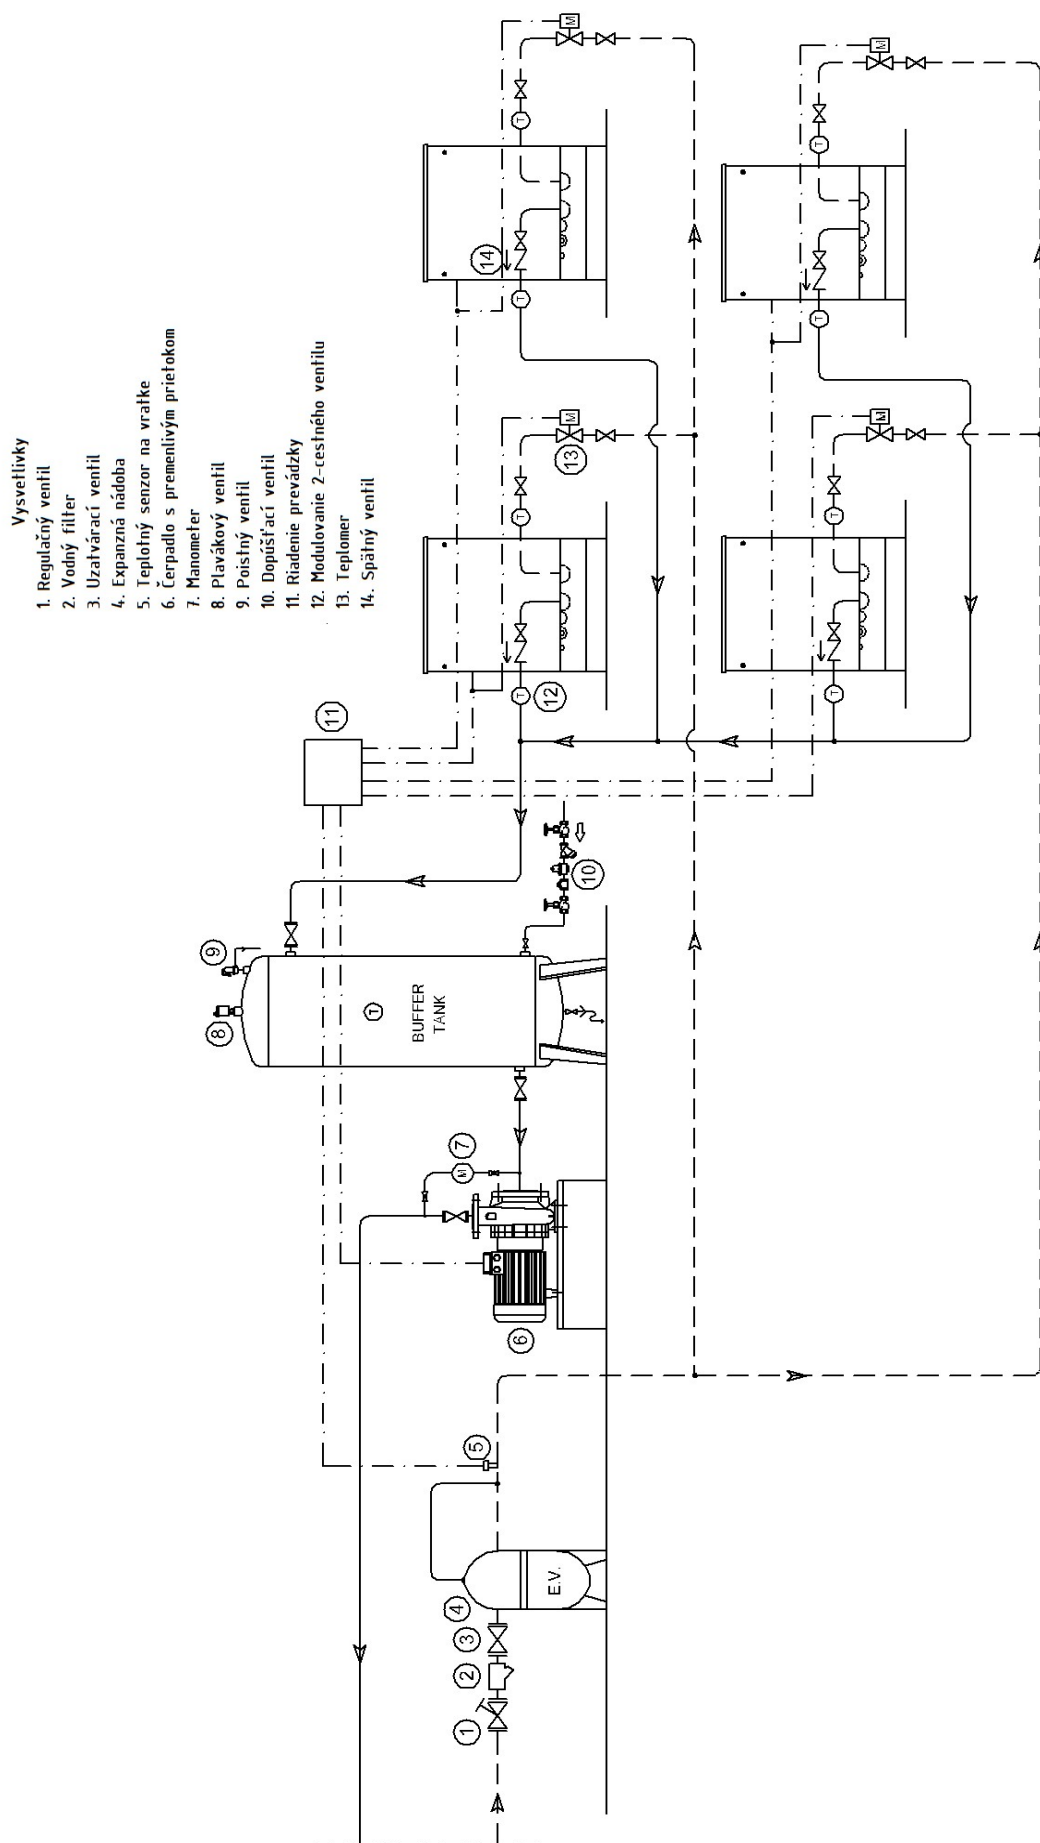 Vysvetlivky
1. Regulačný ventil
2. Vodný filter
3. Uzatvárací ventil
4. Expanzná nádoba
5. Teplotný senzor na vratke
6. Čerpadlo s premenlivým prietokom
7. Manometer
8. Plavákový ventil
9. Poistný ventil
10. Dopúšťací ventil
11. Riadenie prevádzky
12. Modulovanie 2-cestného ventilu
13. Teplomer
14. Spätný ventil
1
2
3
4
E.V.
5
6
7
M
8
9
T
BUFFER
TANK
10
11
12
T
T
M
13
14
T
T
M
T
T
M
T
T
M